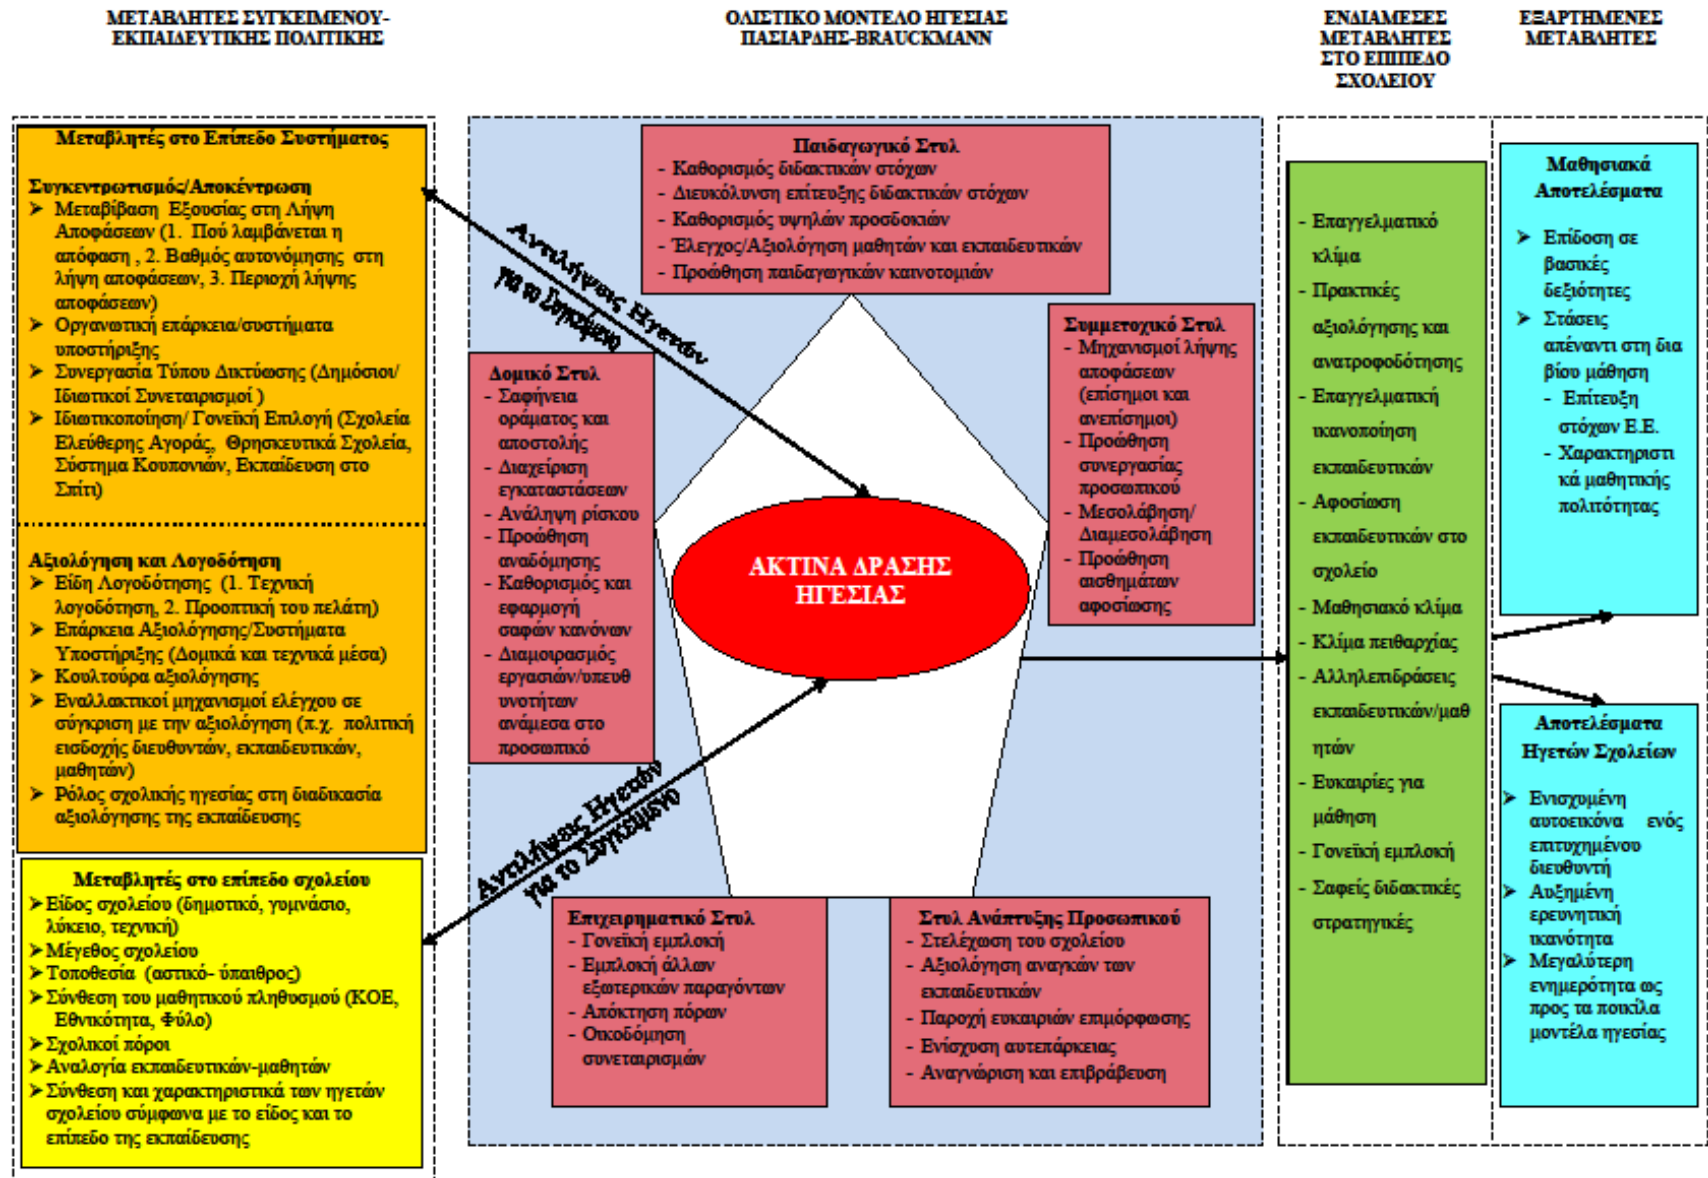 ΜΕΤΑΒΛΗΤΕΣ ΣΥΓΚΕΙΜΕΝΟΥ-
ΕΚΠΑΙΔΕΥΤΙΚΗΣ ΠΟΛΙΤΙΚΗΣ
ΟΛΙΣΤΙΚΟ ΜΟΝΤΕΛΟ ΗΓΕΣΙΑΣ
ΠΑΣΙΑΡΔΗΣ-BRAUCKMANN
ΕΝΔΙΑΜΕΣΕΣ
ΜΕΤΑΒΛΗΤΕΣ
ΣΤΟ ΕΠΙΠΕΔΟ
ΣΧΟΛΕΙΟΥ
ΕΞΑΡΤΗΜΕΝΕΣ
ΜΕΤΑΒΛΗΤΕΣ
Μεταβλητές στο Επίπεδο Συστήματος
Συγκεντρωτισμός/Αποκέντρωση
➤ Μεταβίβαση Εξουσίας στη Λήψη
Αποφάσεων (1. Πού λαμβάνεται η
απόφαση , 2. Βαθμός αυτονόμησης στη
λήψη αποφάσεων, 3. Περιοχή λήψης
αποφάσεων)
➤ Οργανωτική επάρκεια/συστήματα
υποστήριξης
➤ Συνεργασία Τύπου Δικτύωσης (Δημόσιοι/
Ιδιωτικοί Συνεταιρισμοί )
➤ Ιδιωτικοποίηση/ Γονεϊκή Επιλογή (Σχολεία
Ελεύθερης Αγοράς, Θρησκευτικά Σχολεία,
Σύστημα Κουπονιών, Εκπαίδευση στο
Σπίτι)
Αξιολόγηση και Λογοδότηση
➤ Είδη Λογοδότησης (1. Τεχνική
λογοδότηση, 2. Προοπτική του πελάτη)
➤ Επάρκεια Αξιολόγησης/Συστήματα
Υποστήριξης (Δομικά και τεχνικά μέσα)
➤ Κουλτούρα αξιολόγησης
➤ Εναλλακτικοί μηχανισμοί ελέγχου σε
σύγκριση με την αξιολόγηση (π.χ. πολιτική
εισδοχής διευθυντών, εκπαιδευτικών,
μαθητών)
➤ Ρόλος σχολικής ηγεσίας στη διαδικασία
αξιολόγησης της εκπαίδευσης
Μεταβλητές στο επίπεδο σχολείου
➤Είδος σχολείου (δημοτικό, γυμνάσιο,
λύκειο, τεχνική)
➤Μέγεθος σχολείου
➤Τοποθεσία (αστικό- ύπαιθρος)
➤Σύνθεση του μαθητικού πληθυσμού (ΚΟΕ,
Εθνικότητα, Φύλο)
➤Σχολικοί πόροι
➤Αναλογία εκπαιδευτικών-μαθητών
➤Σύνθεση και χαρακτηριστικά των ηγετών
σχολείου σύμφωνα με το είδος και το
επίπεδο της εκπαίδευσης
Αντιλήψεις Ηγετών
για το Συγκείμενο
Αντιλήψεις Ηγετών
για το Συγκείμενο
Παιδαγωγικό Στυλ
- Καθορισμός διδακτικών στόχων
- Διευκόλυνση επίτευξης διδακτικών στόχων
- Καθορισμός υψηλών προσδοκιών
- Έλεγχος/Αξιολόγηση μαθητών και εκπαιδευτικών
- Προώθηση παιδαγωγικών καινοτομιών
Δομικό Στυλ
- Σαφήνεια
οράματος και
αποστολής
- Διαχείριση
εγκαταστάσεων
- Ανάληψη ρίσκου
- Προώθηση
αναδόμησης
- Καθορισμός και
εφαρμογή
σαφών κανόνων
- Διαμοιρασμός
εργασιών/υπευθ
υνοτήτων
ανάμεσα στο
προσωπικό
ΑΚΤΙΝΑ ΔΡΑΣΗΣ
ΗΓΕΣΙΑΣ
Συμμετοχικό Στυλ
- Μηχανισμοί λήψης
αποφάσεων
(επίσημοι και
ανεπίσημοι)
- Προώθηση
συνεργασίας
προσωπικού
- Μεσολάβηση/
Διαμεσολάβηση
- Προώθηση
αισθημάτων
αφοσίωσης
Επιχειρηματικό Στυλ
- Γονεϊκή εμπλοκή
- Εμπλοκή άλλων
εξωτερικών παραγόντων
- Απόκτηση πόρων
- Οικοδόμηση
συνεταιρισμών
Στυλ Ανάπτυξης Προσωπικού
- Στελέχωση του σχολείου
- Αξιολόγηση αναγκών των
εκπαιδευτικών
- Παροχή ευκαιριών επιμόρφωσης
- Ενίσχυση αυτεπάρκειας
- Αναγνώριση και επιβράβευση
- Επαγγελματικό
κλίμα
- Πρακτικές
αξιολόγησης και
ανατροφοδότησης
- Επαγγελματική
ικανοποίηση
εκπαιδευτικών
- Αφοσίωση
εκπαιδευτικών στο
σχολείο
- Μαθησιακό κλίμα
- Κλίμα πειθαρχίας
- Αλληλεπιδράσεις
εκπαιδευτικών/μαθ
ητών
- Ευκαιρίες για
μάθηση
- Γονεϊκή εμπλοκή
- Σαφείς διδακτικές
στρατηγικές
Μαθησιακά
Αποτελέσματα
➤ Επίδοση σε
βασικές
δεξιότητες
➤ Στάσεις
απέναντι στη δια
βίου μάθηση
- Επίτευξη
στόχων Ε.Ε.
- Χαρακτηριστι
κά μαθητικής
πολιτότητας
Αποτελέσματα
Ηγετών Σχολείων
➤ Ενισχυμένη
αυτοεικόνα ενός
επιτυχημένου
διευθυντή
➤ Αυξημένη
ερευνητική
ικανότητα
➤ Μεγαλύτερη
ενημερότητα ως
προς τα ποικίλα
μοντέλα ηγεσίας